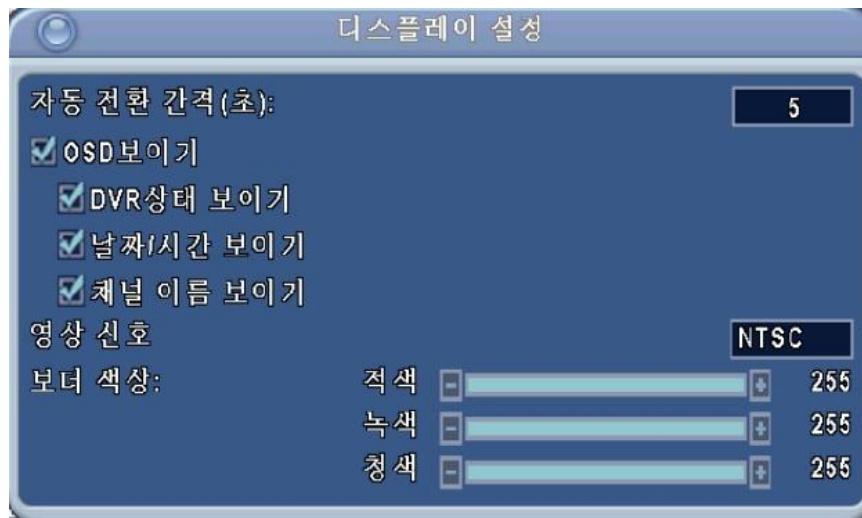 디스플레이 설정
자동 전환 간격(초): 5
OSD보이기
DVR상태 보이기
날짜/시간 보이기
채널 이름 보이기
영상 신호 NTSC
보더 색상: 적색 - + 255
녹색 - + 255
청색 - + 255